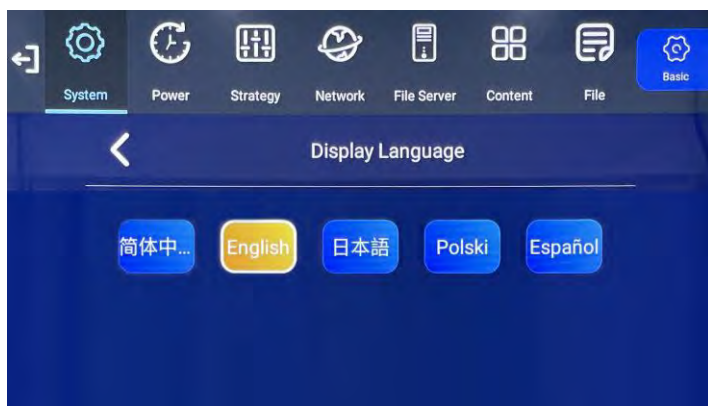 System
Power
Strategy
Network
File Server
Content
File
Basic
Display Language
简体中...
English
日本語
Polski
Español